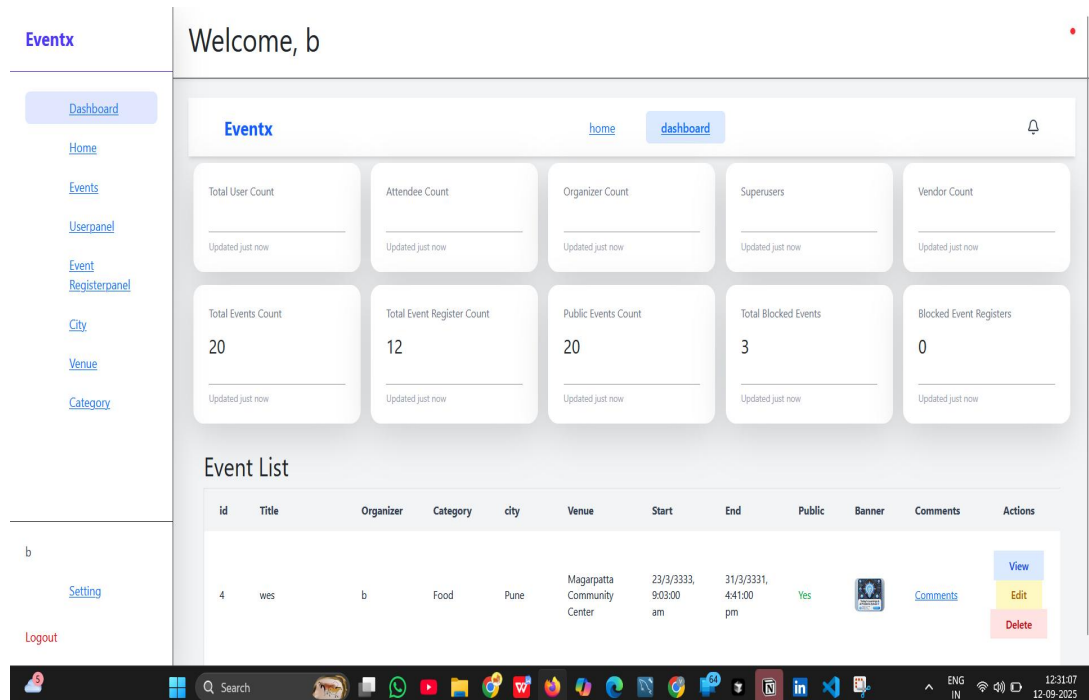 Eventx
Welcome, b
Dashboard
Home
Events
Userpanel
Event
Registerpanel
City
Venue
Category
b
Setting
Logout
Eventx
home
dashboard
Total User Count
Updated just now
Attendee Count
Updated just now
Organizer Count
Updated just now
Superusers
Updated just now
Vendor Count
Updated just now
Total Events Count
20
Updated just now
Total Event Register Count
12
Updated just now
Public Events Count
20
Updated just now
Total Blocked Events
3
Updated just now
Blocked Event Registers
0
Updated just now
Event List
id Title Organizer Category city Venue Start End Public Banner Comments Actions
4 wes b Food Pune
Magarpatta
Community
Center
23/3/3333,
9:03:00
am
31/3/3331,
4:41:00
pm
Yes
Comments
View
Edit
Delete
5
Search
64
ENG
IN
12:31:07
12-09-2025